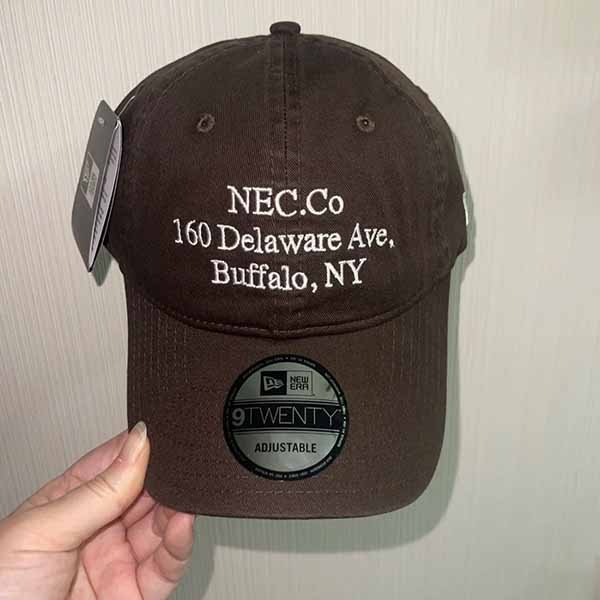 NEC.Co
160 Delaware Ave,
Buffalo, NY
NEW
ERA
9TWENTY
ADJUSTABLE